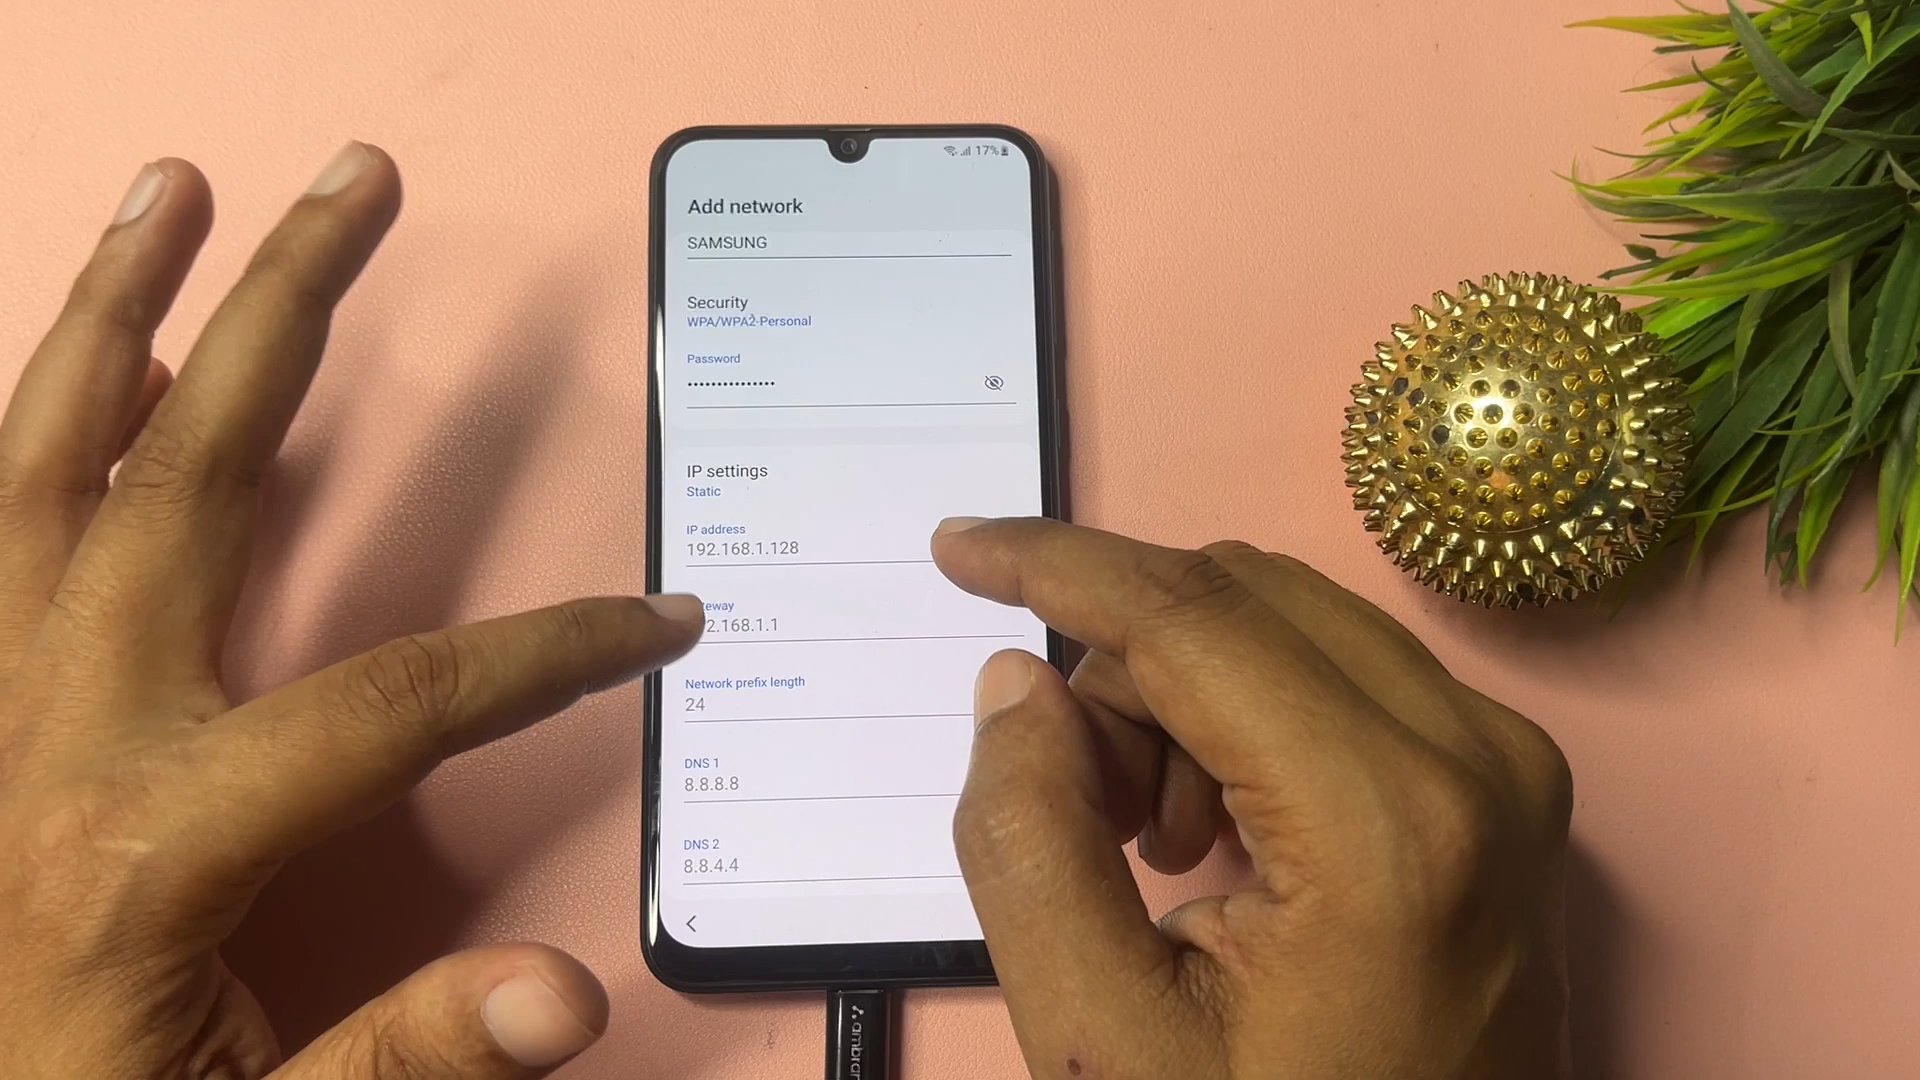 17%
Add network
SAMSUNG
Security
WPA/WPA2-Personal
Password
IP settings
Static
IP address
192.168.1.128
teway
2.168.1.1
Network prefix length
24
DNS 1
8.8.8.8
DNS 2
8.8.4.4
ambran